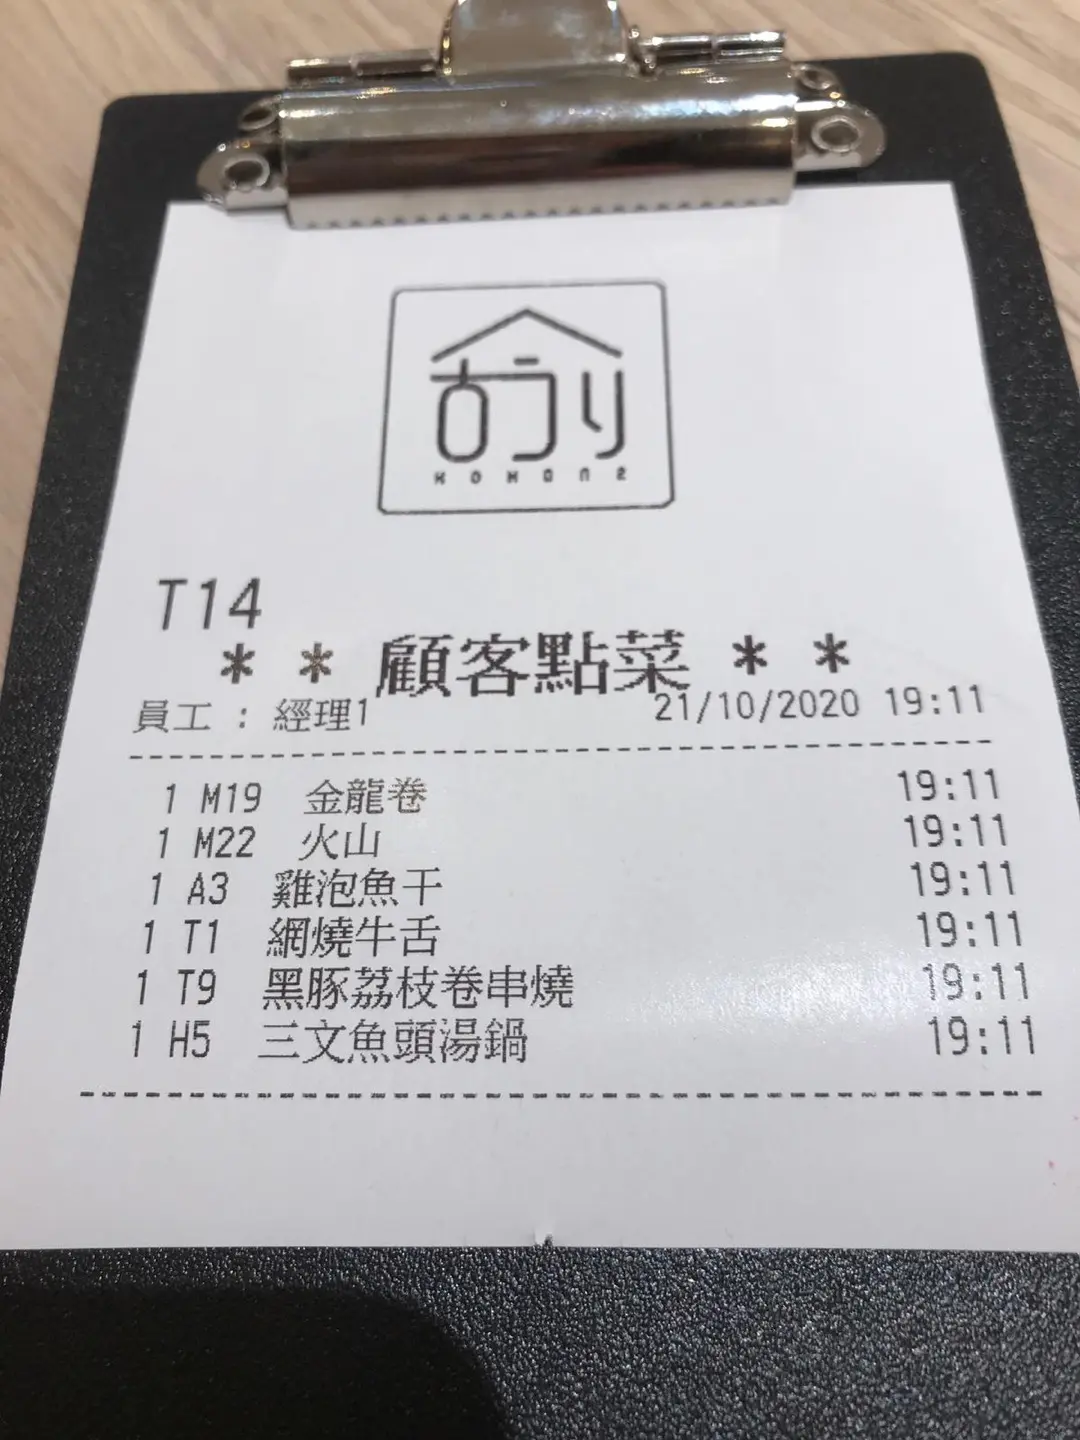 KOHAN2
T14
* * 顧客點菜 * *
員工 : 經理1 21/10/2020 19:11
1 M19 金龍卷 19:11
1 M22 火山 19:11
1 A3 雞泡魚干 19:11
1 T1 網燒牛舌 19:11
1 T9 黑豚荔枝卷串燒 19:11
1 H5 三文魚頭湯鍋 19:11